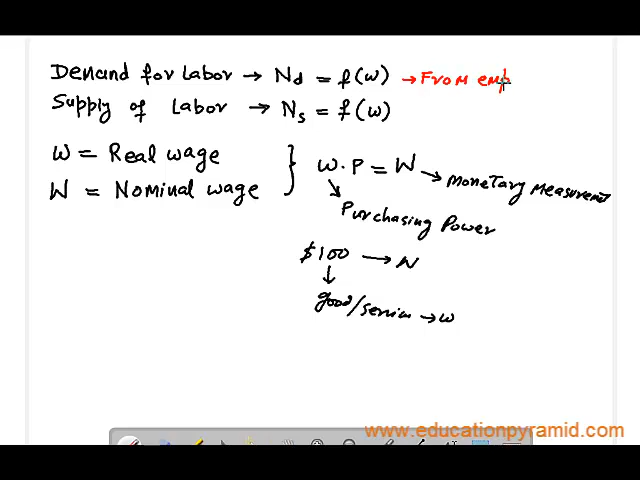 Demand for Labor → Nd = f(w) → From emp
Supply of Labor → Ns = f(w)
w = Real wage
W = Nominal wage
w.P = W → Monetary Measurement
Purchasing Power
$100 → W
good/services → w
www.educationpyramid.com